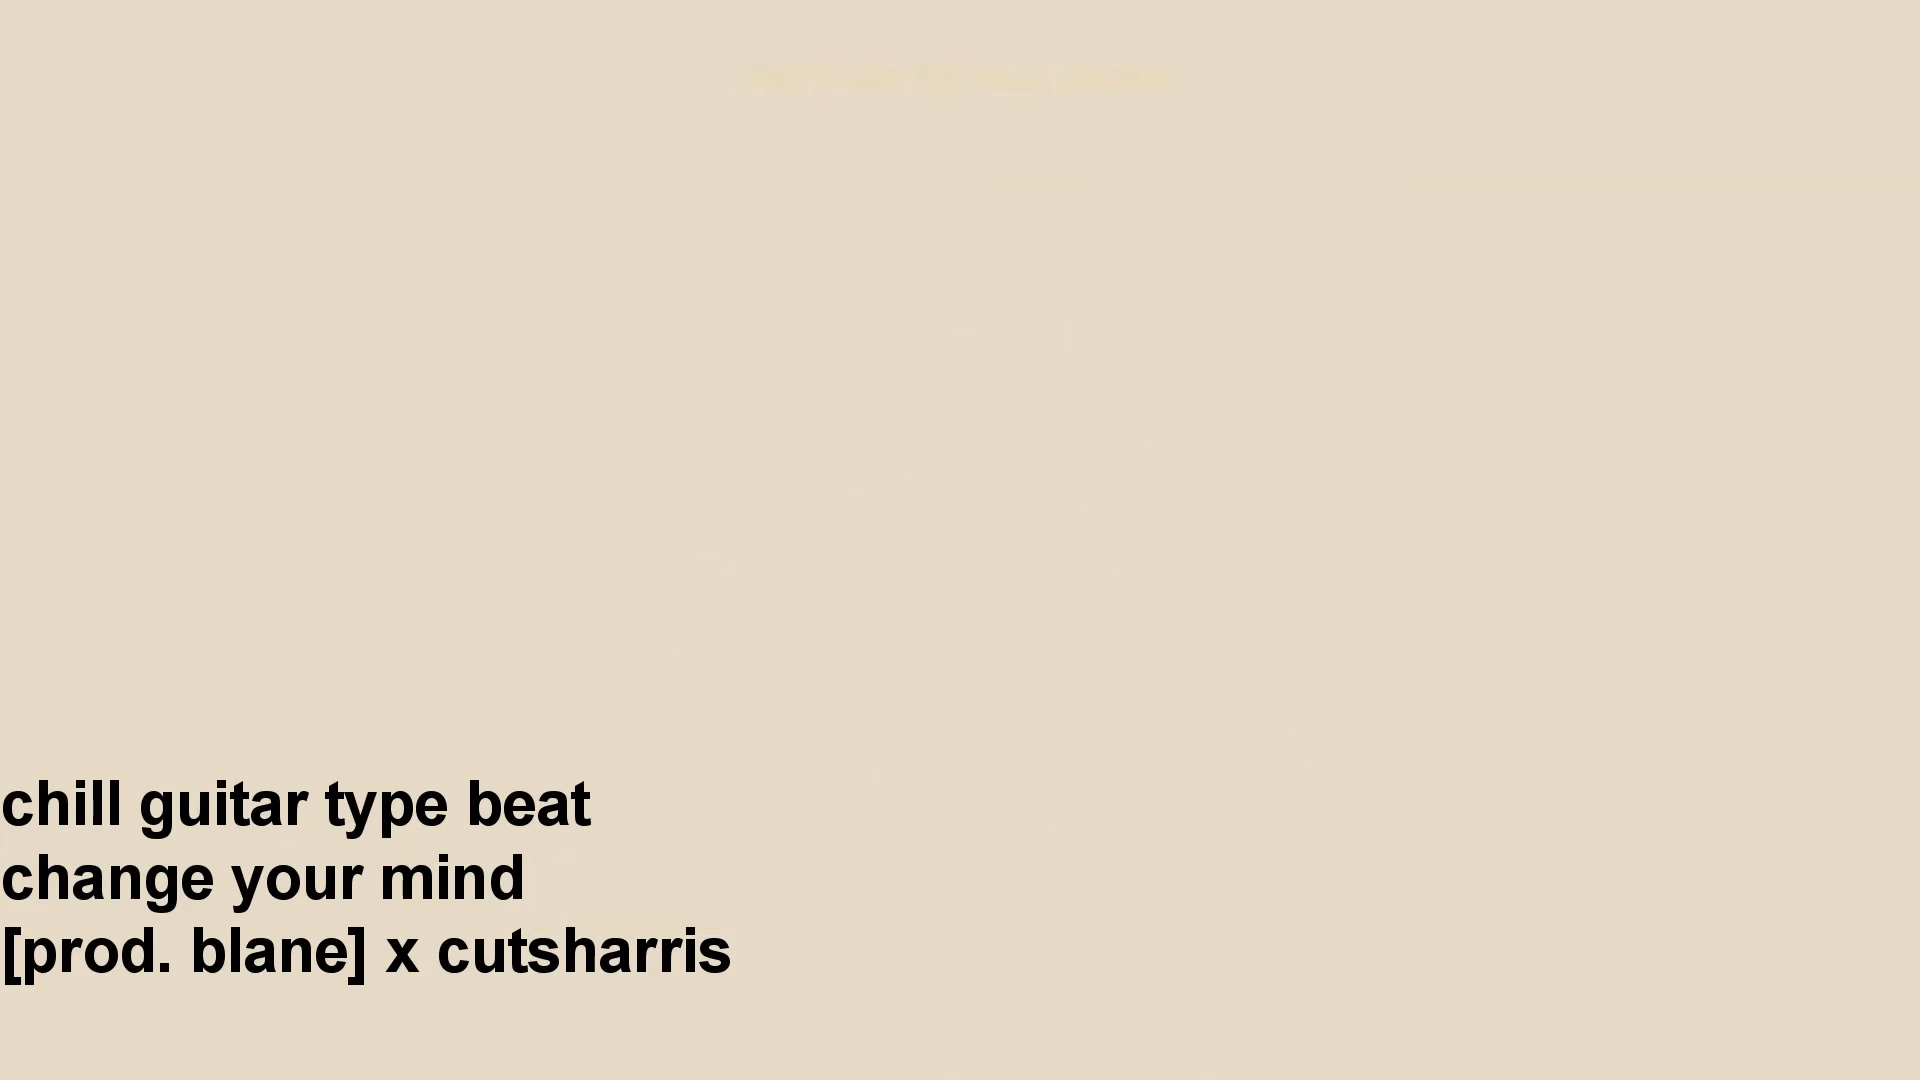 chill guitar type beat
change your mind
[prod. blane] x cutsharris